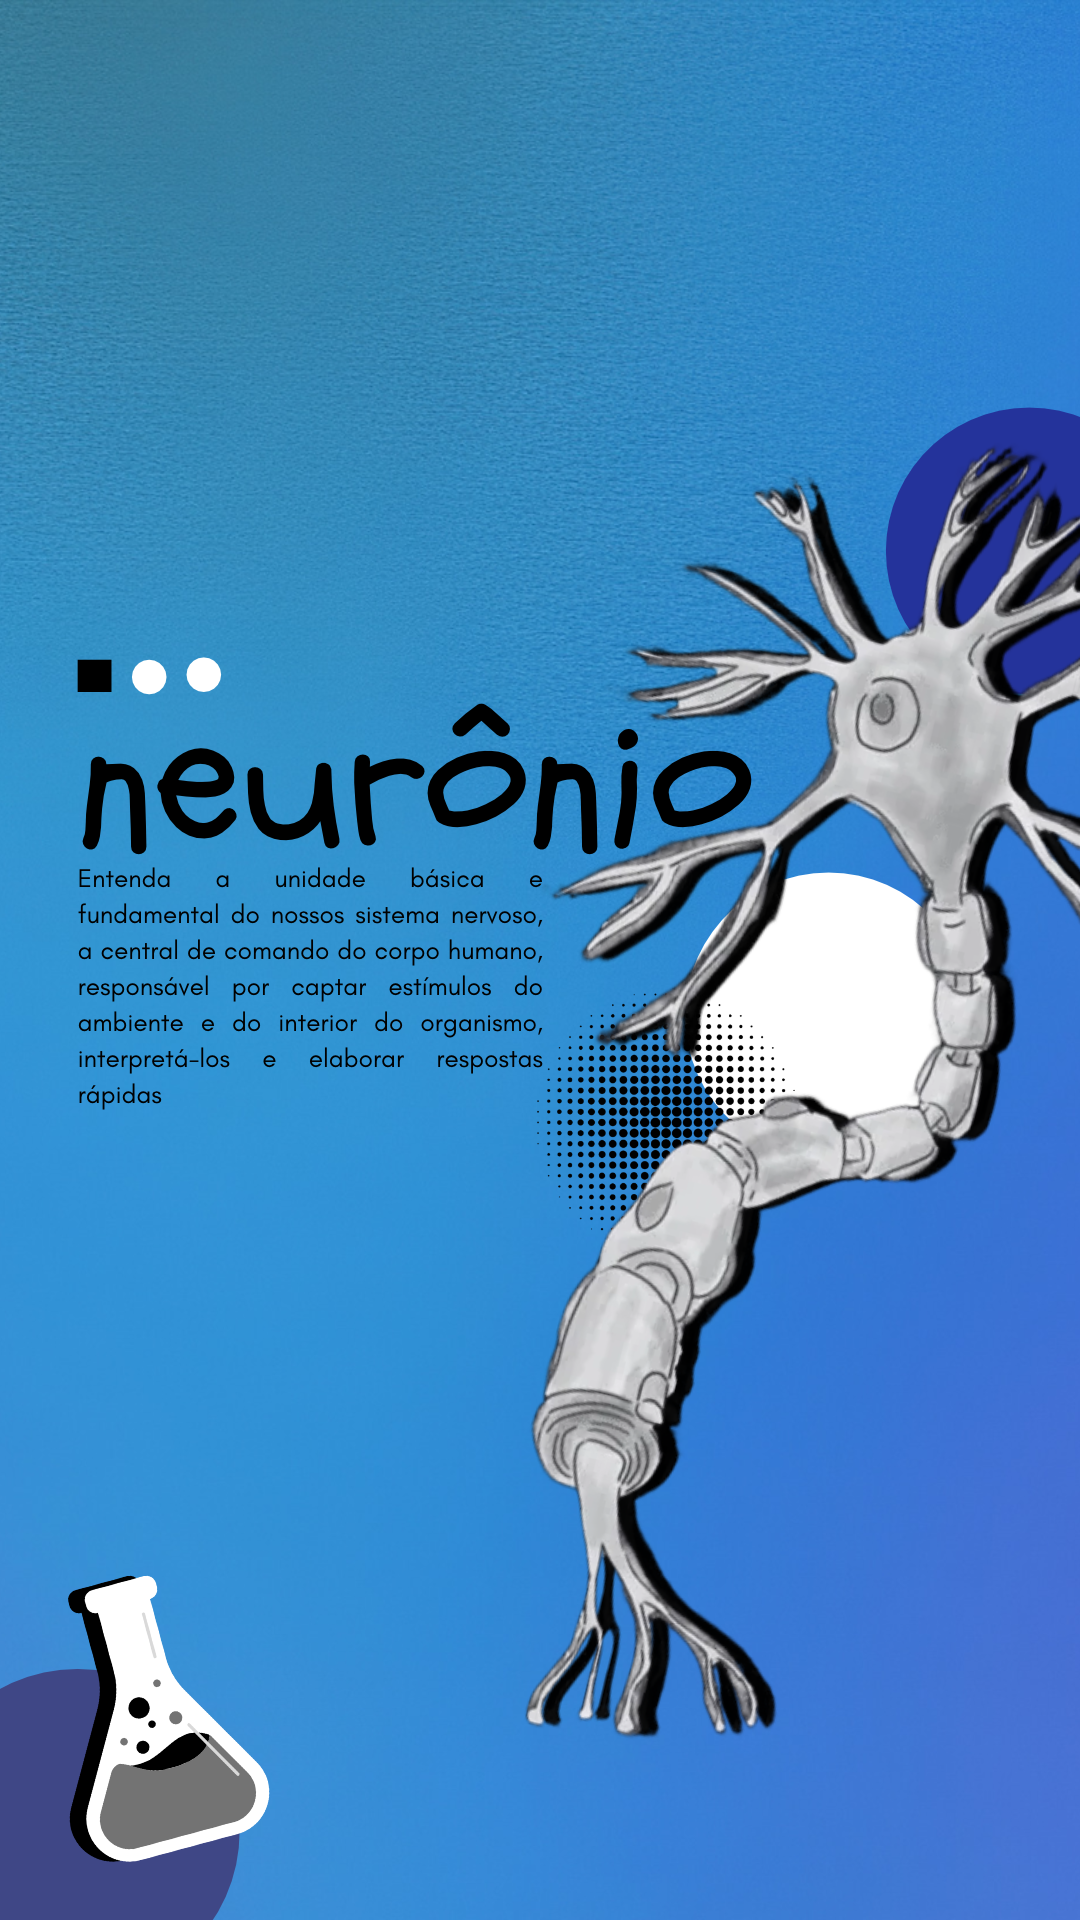 neurônio
Entenda a unidade básica e
fundamental do nossos sistema nervoso,
a central de comando do corpo humano,
responsável por captar estímulos do
ambiente e do interior do organismo,
interpretá-los e elaborar respostas
rápidas